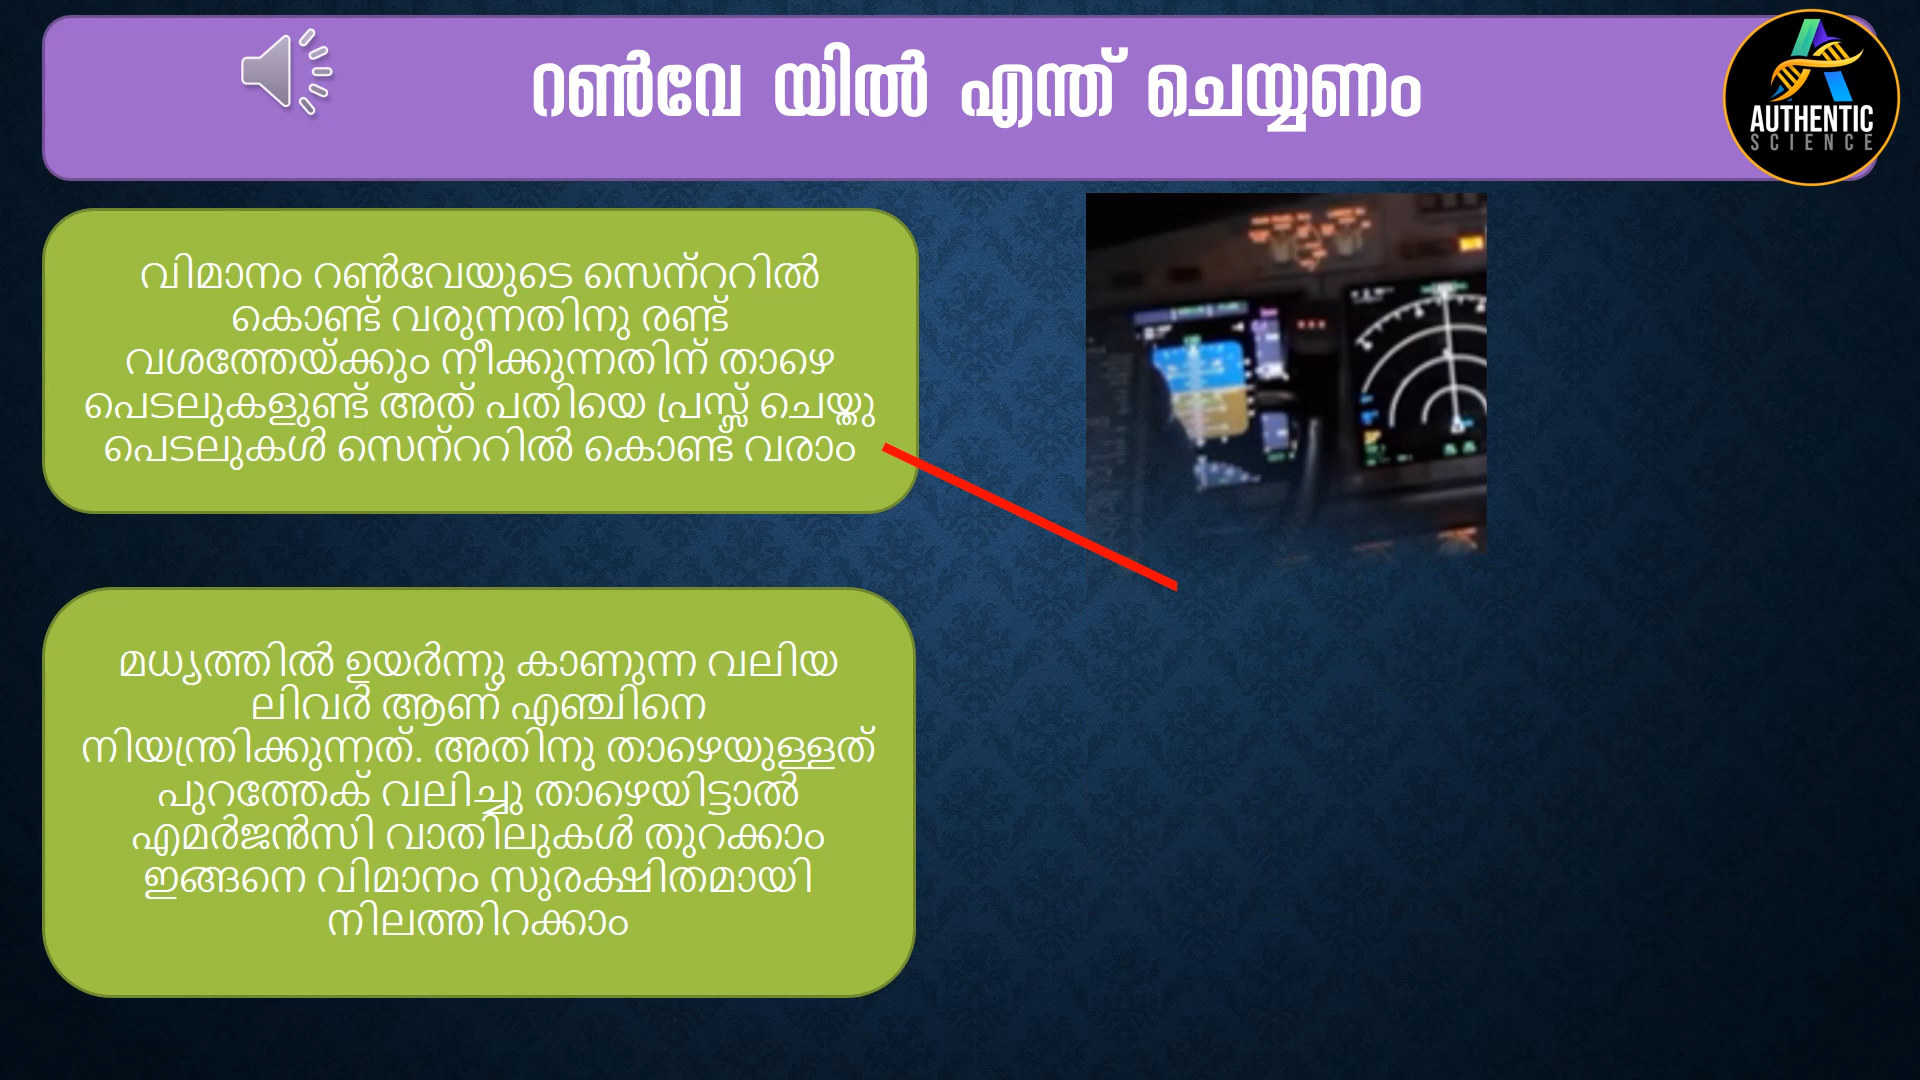 റൺവേ യിൽ എന്ത് ചെയ്യണം
AUTHENTIC
SCIENCE
വിമാനം റൺവേയുടെ സെന്ററിൽ
കൊണ്ട് വരുന്നതിനു രണ്ട്
വശത്തേയ്ക്കും നീക്കുന്നതിന് താഴെ
പെടലുകളുണ്ട് അത് പതിയെ പ്രസ്സ് ചെയ്തു
പെടലുകൾ സെന്ററിൽ കൊണ്ട് വരാം
മധ്യത്തിൽ ഉയർന്നു കാണുന്ന വലിയ
ലിവർ ആണ് എഞ്ചിനെ
നിയന്ത്രിക്കുന്നത്. അതിനു താഴെയുള്ളത്
പുറത്തേക് വലിച്ചു താഴെയിട്ടാൽ
എമർജൻസി വാതിലുകൾ തുറക്കാം
ഇങ്ങനെ വിമാനം സുരക്ഷിതമായി
നിലത്തിറക്കാം